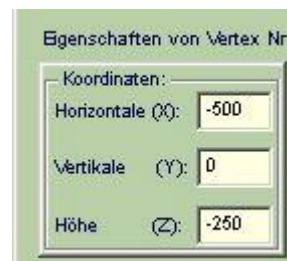 Eigenschaften von Vertex Nr
Koordinaten:
Horizontale (X): -500
Vertikale (Y): 0
Höhe (Z): -250